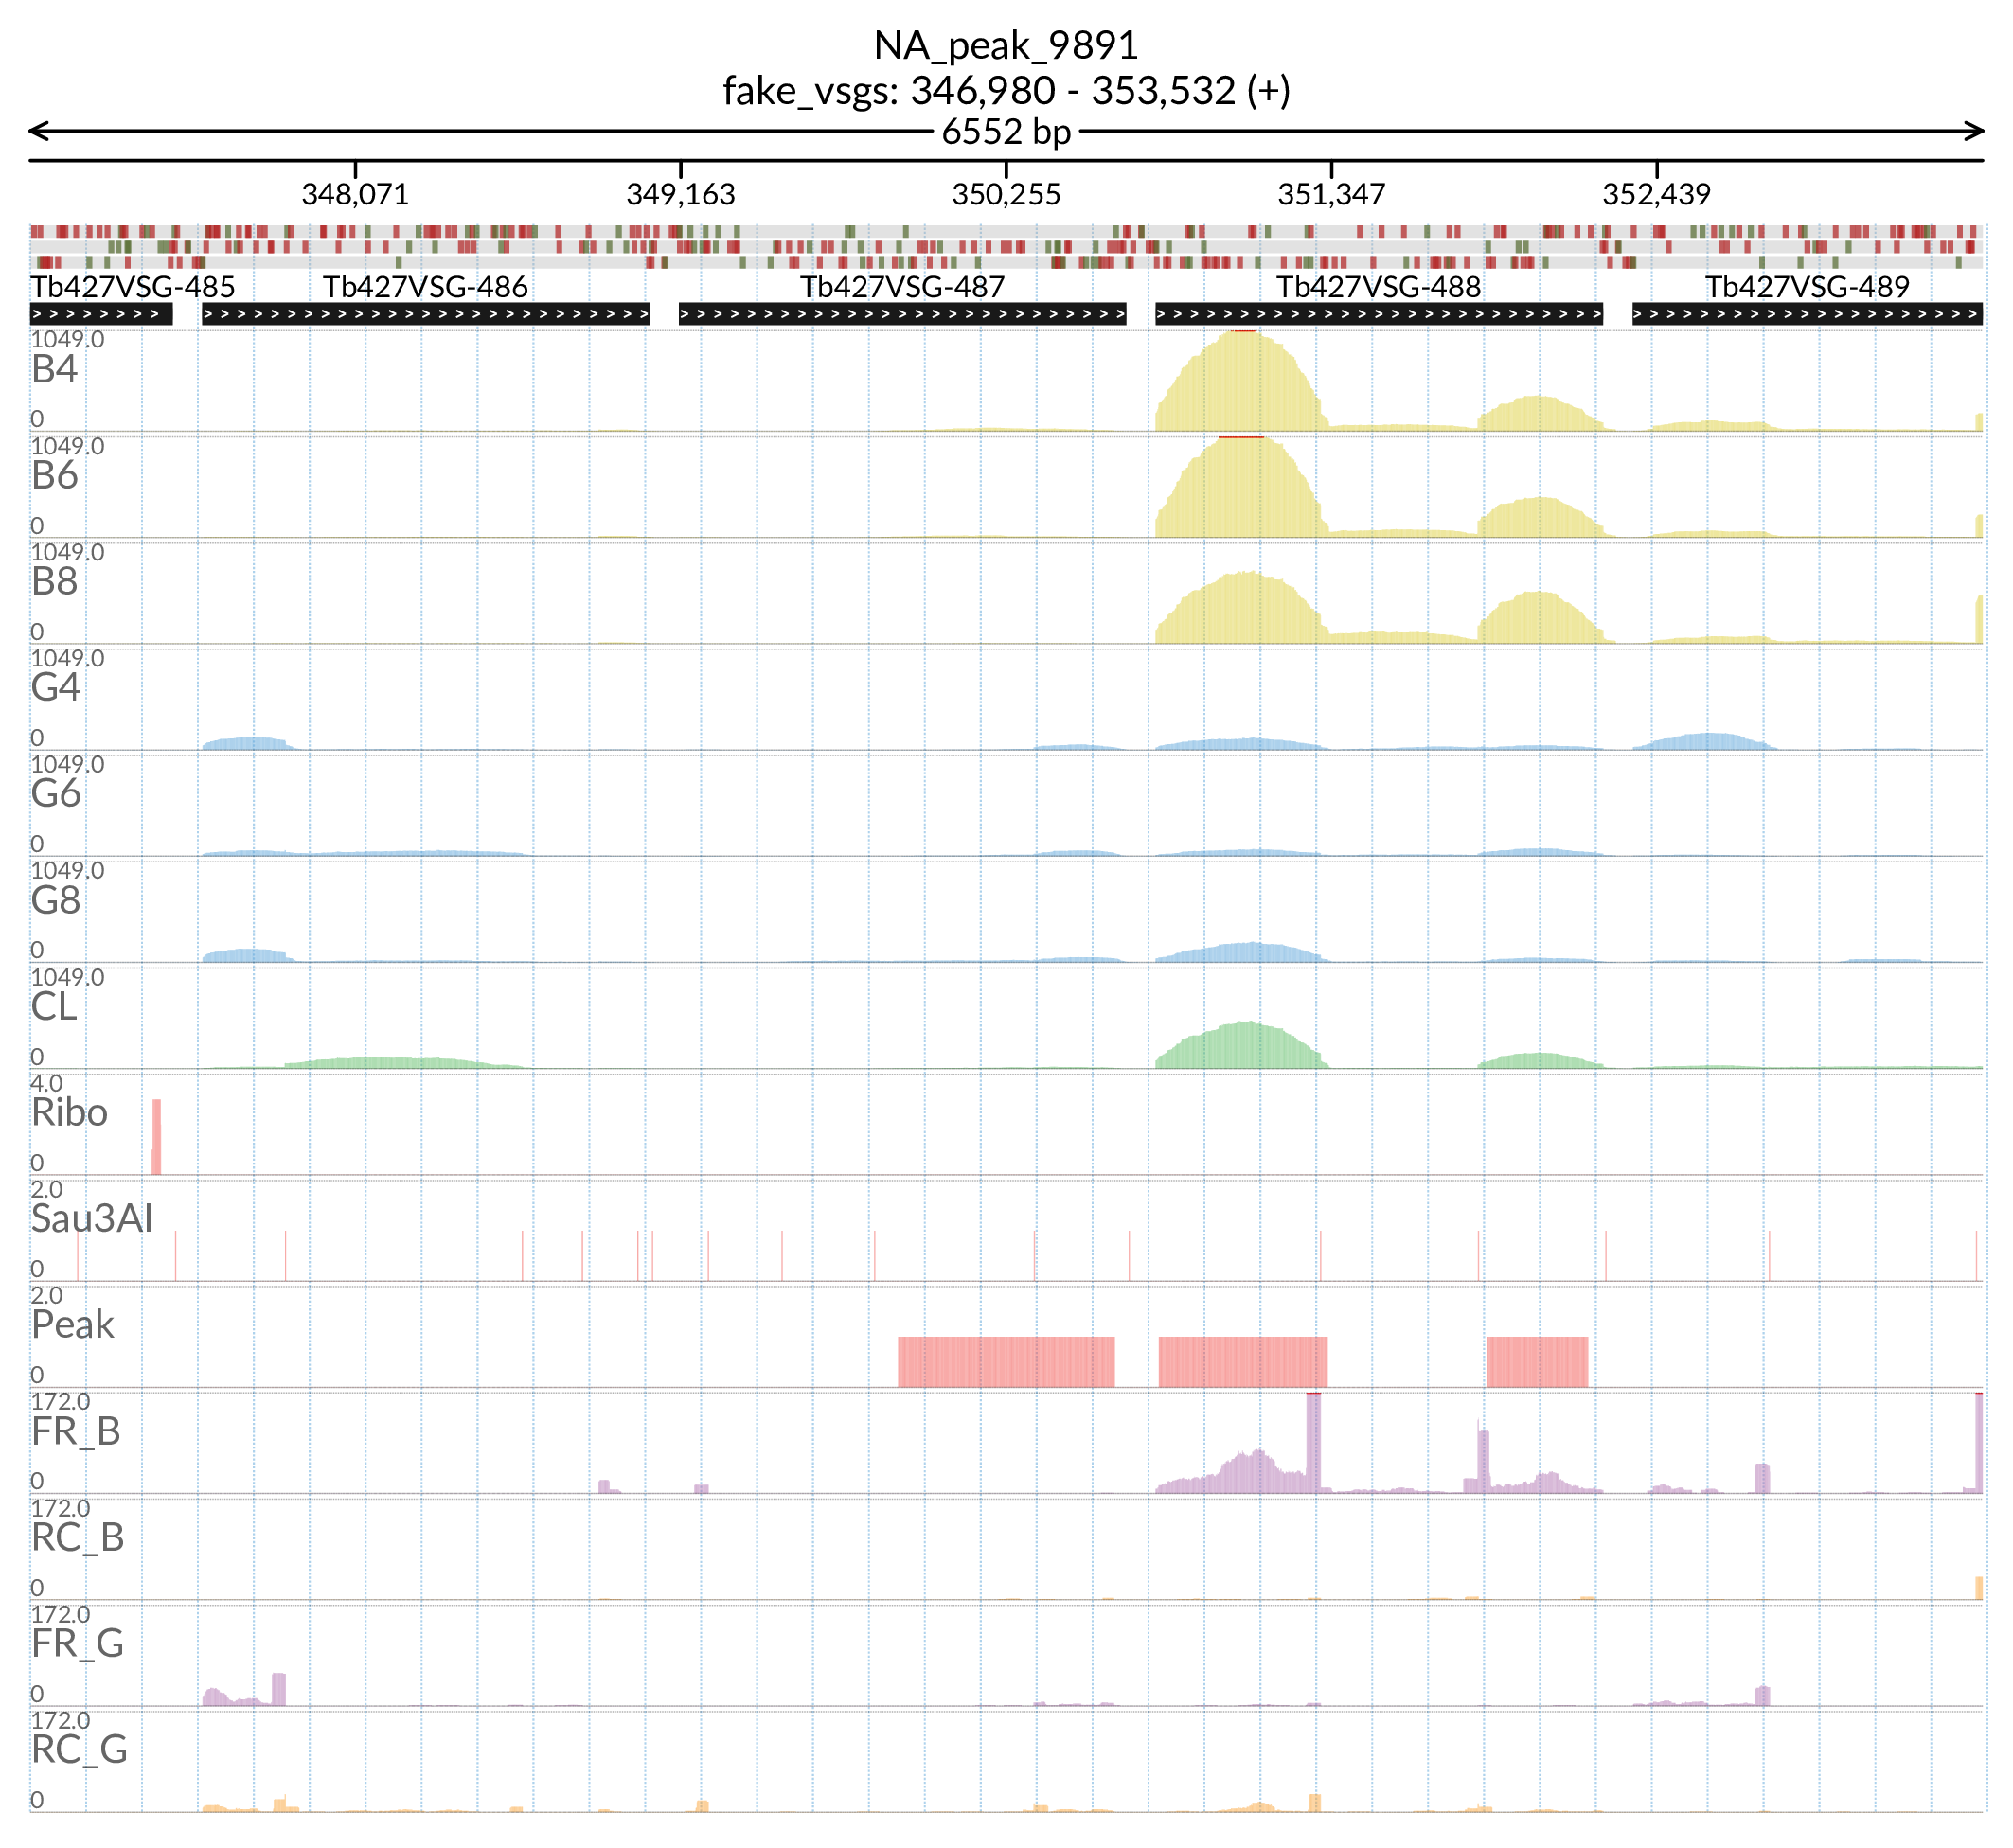 NA_peak_9891
fake_vsgs: 346,980 - 353,532 (+)
6552 bp
348,071 349,163 350,255 351,347 352,439
Tb427VSG-485 Tb427VSG-486 Tb427VSG-487 Tb427VSG-488 Tb427VSG-489
1049.0
B4
0
1049.0
B6
0
1049.0
B8
0
1049.0
G4
0
1049.0
G6
0
1049.0
G8
0
1049.0
CL
0
4.0
Ribo
0
2.0
Sau3AI
0
2.0
Peak
0
172.0
FR_B
0
172.0
RC_B
0
172.0
FR_G
0
172.0
RC_G
0